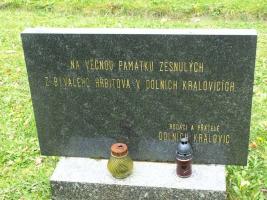 NA VĚČNOU PAMÁTKU ZESNULÝCH
Z BÝVALÉHO HŘBITOVA V DOLNÍCH KRALOVICÍCH
RODÁCI A PŘÁTELÉ
DOLNÍCH KRALOVIC